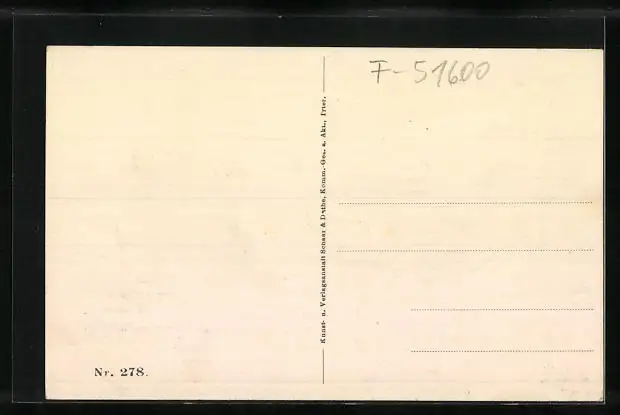 F-51600
Kunst- u. Verlagsanstalt Schaar & Dathe, Komm.-Ges. a. Akt., Trier.
Nr. 278.